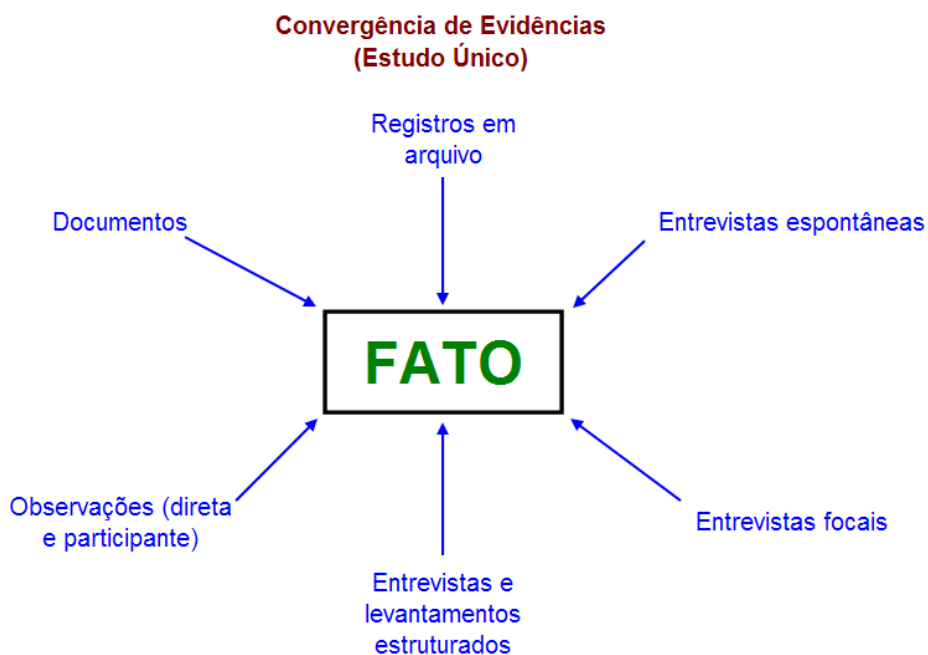 Convergência de Evidências
(Estudo Único)
Registros em
arquivo
Documentos
Entrevistas espontâneas
FATO
Observações (direta
e participante)
Entrevistas focais
Entrevistas e
levantamentos
estruturados